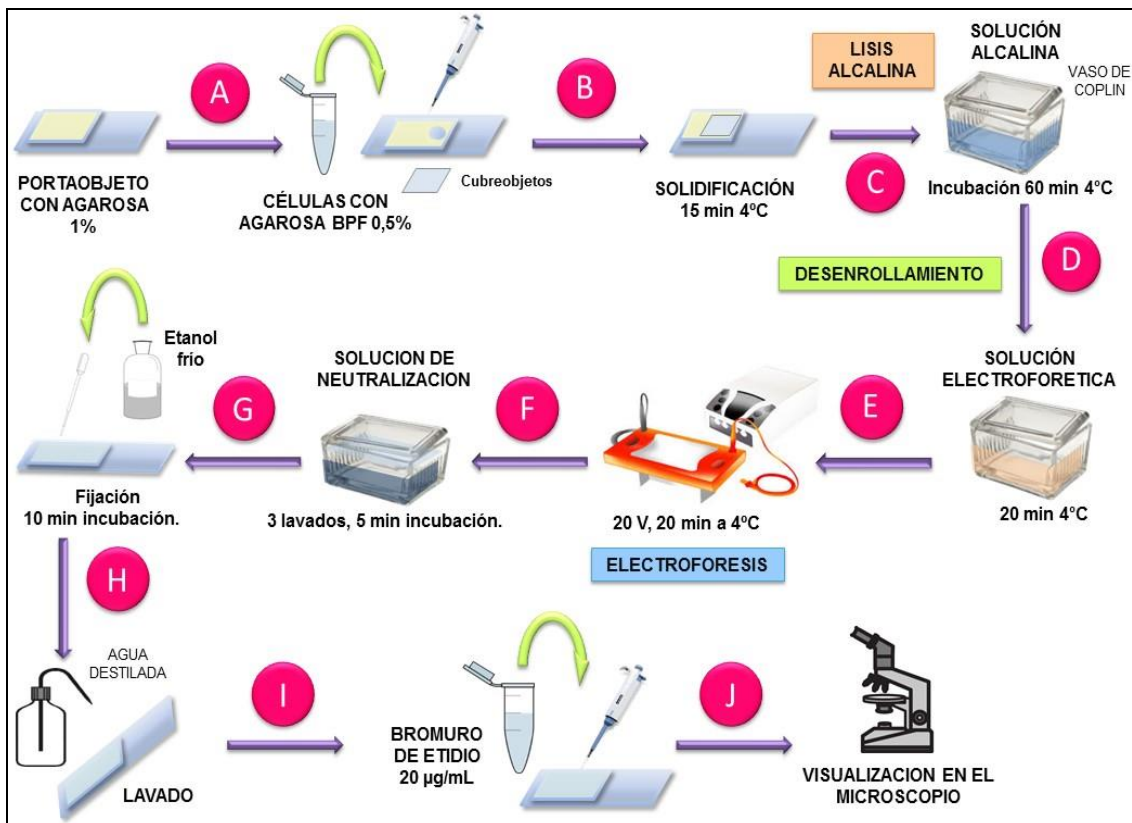 A
PORTAOBJETO
CON AGAROSA
1%
CÉLULAS CON
AGAROSA BPF 0,5%
Cubreobjetos
B
SOLIDIFICACIÓN
15 min 4ºC
LISIS
ALCALINA
C
SOLUCIÓN
ALCALINA
VASO DE
COPLIN
Incubación 60 min 4°C
D
DESENROLLAMIENTO
SOLUCIÓN
ELECTROFORETICA
20 min 4°C
E
20 V, 20 min a 4ºC
ELECTROFORESIS
F
SOLUCION DE
NEUTRALIZACION
3 lavados, 5 min incubación.
G
Etanol
frío
Fijación
10 min incubación.
H
AGUA
DESTILADA
LAVADO
I
BROMURO
DE ETIDIO
20 µg/mL
J
VISUALIZACION EN EL
MICROSCOPIO